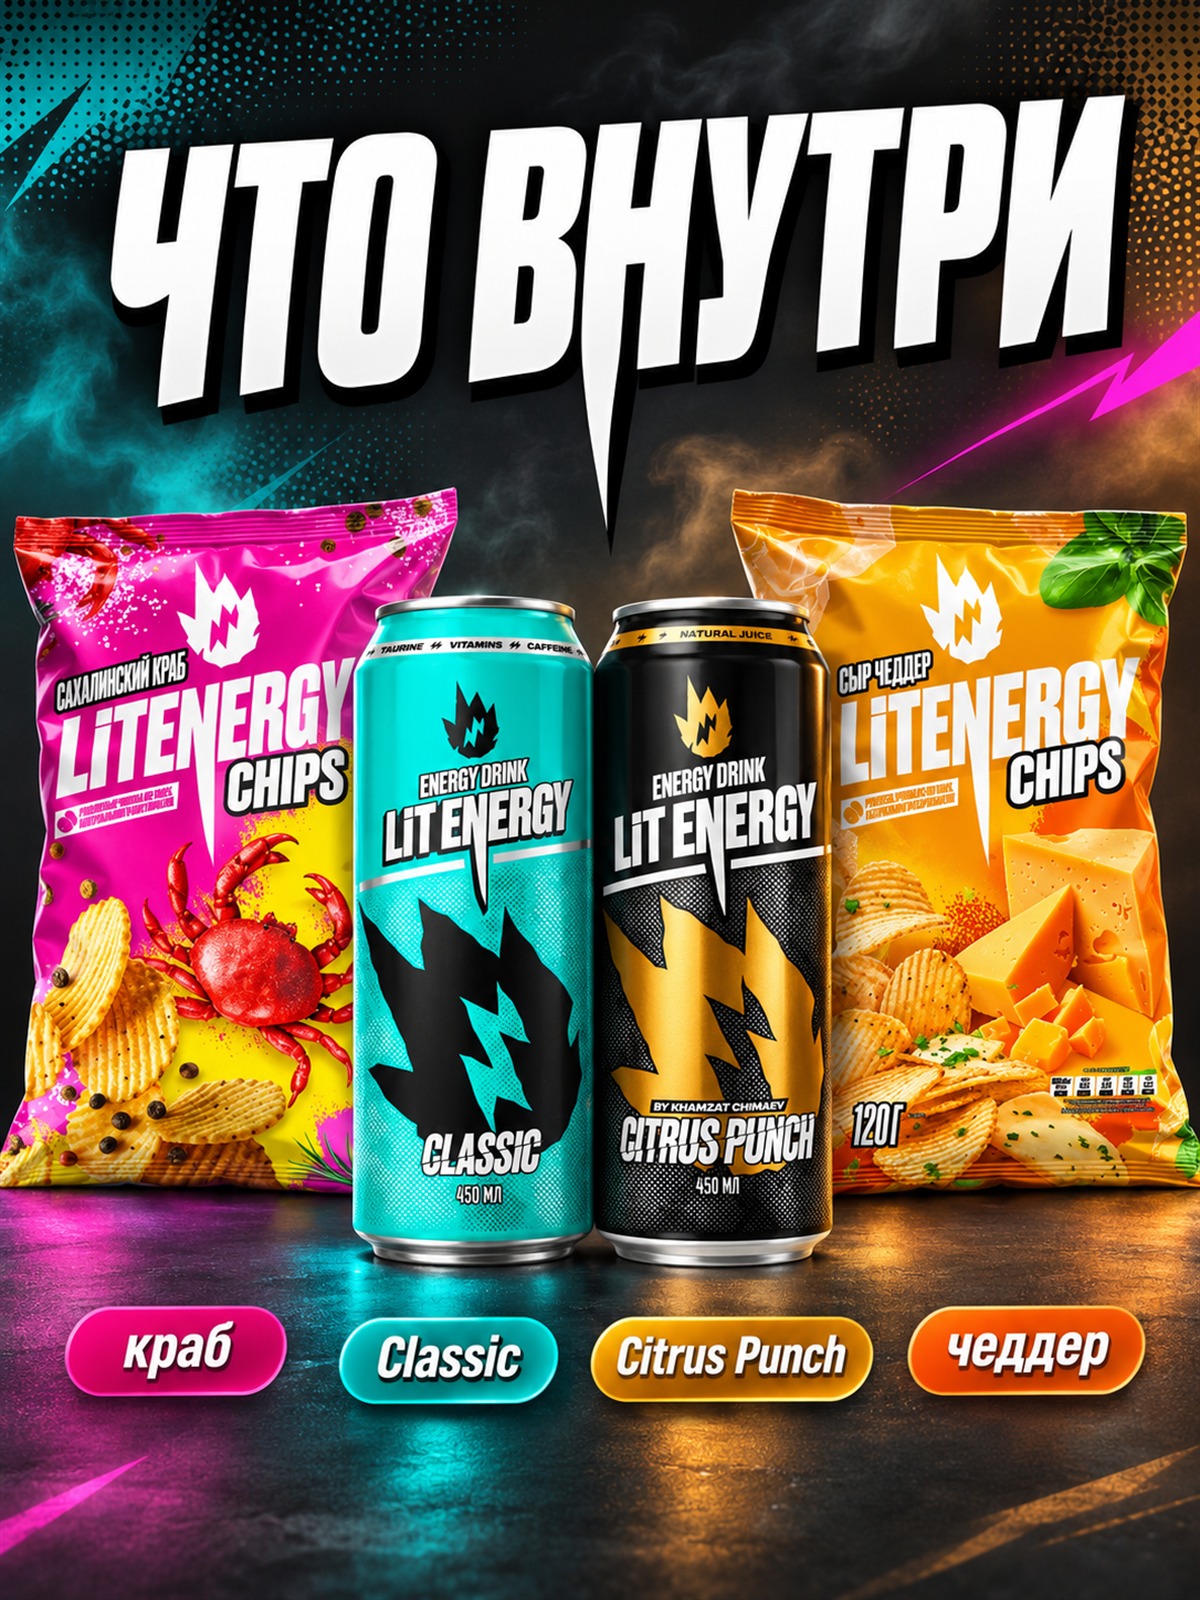 ЧТО ВНУТРИ
САХАЛИНСКИЙ КРАБ
LiTENERGY
CHIPS
TAURINE VITAMINS CAFFEINE
ENERGY DRINK
LiT ENERGY
CLASSIC
450 МЛ
NATURAL JUICE
ENERGY DRINK
LiT ENERGY
BY KHAMZAT CHIMAEV
CITRUS PUNCH
450 МЛ
СЫР ЧЕДДЕР
LiTENERGY
CHIPS
120Г
краб
Classic
Citrus Punch
чеддер